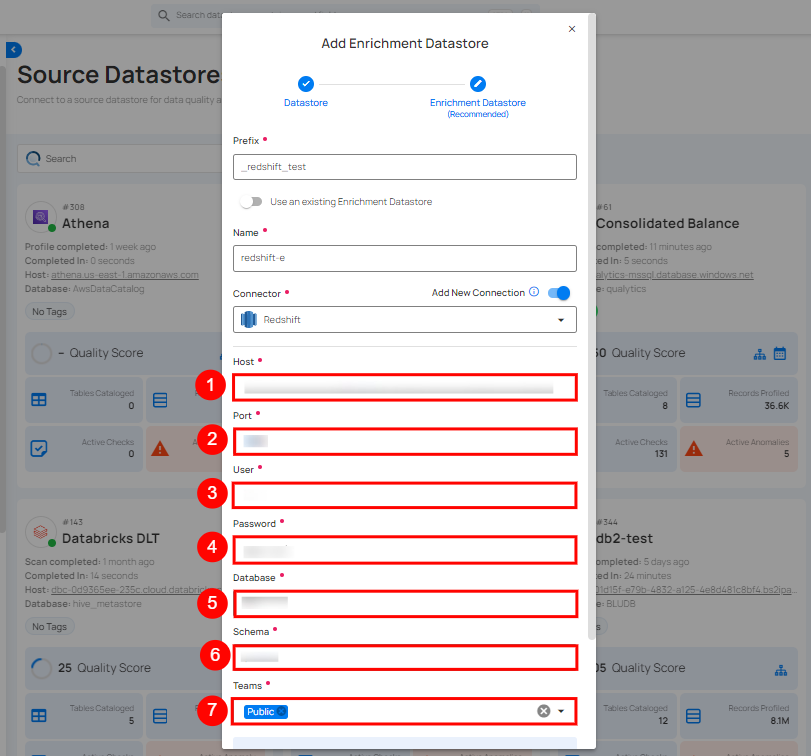 Search
Add Enrichment Datastore
Source Datastore
Connect to a source datastore for data quality a
Datastore
Enrichment Datastore
(Recommended)
Prefix *
_redshift_test
Search
Use an existing Enrichment Datastore
Name *
redshift-e
Connector *
Add New Connection
Redshift
1
Host *
2
Port *
3
User *
4
Password *
5
Database *
6
Schema *
7
Teams *
Public
#308
Athena
Profile completed: 1 week ago
Completed In: 0 seconds
Host: athena.us-east-1.amazonaws.com
Database: AwsDataCatalog
No Tags
– Quality Score
Tables Cataloged
0
Active Checks
0
#61
Consolidated Balance
completed: 11 minutes ago
ed In: 5 seconds
alytics-mssql.database.windows.net
e: qualytics
Quality Score
Tables Cataloged
8
Records Profiled
36.6K
Active Checks
131
Active Anomalies
5
#143
Databricks DLT
Scan completed: 1 month ago
Completed In: 14 seconds
Host: dbc-0d9365ee-235c.cloud.databric
Database: hive_metastore
No Tags
25 Quality Score
Tables Cataloged
5
#344
db2-test
ompleted: 5 days ago
ed In: 24 minutes
01d15f-e79b-4832-a125-4e8d481c8bf4.bs2ipa...
e: BLUDB
Quality Score
Tables Cataloged
12
Records Profiled
8.1M